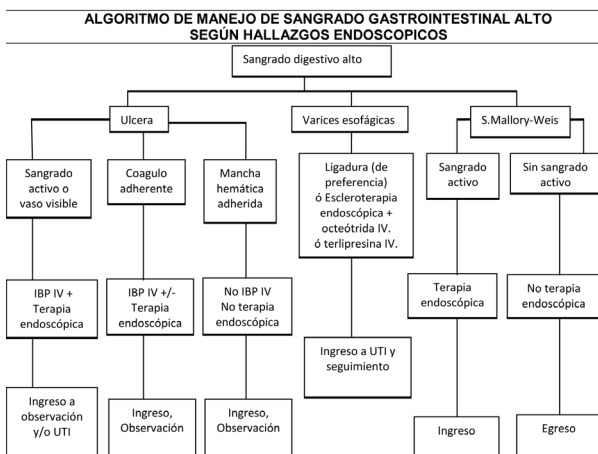 ALGORITMO DE MANEJO DE SANGRADO GASTROINTESTINAL ALTO
SEGÚN HALLAZGOS ENDOSCOPICOS
Sangrado digestivo alto
Ulcera
Varices esofágicas
S.Mallory-Weis
Sangrado
activo o
vaso visible
Coagulo
adherente
Mancha
hemática
adherida
Ligadura (de
preferencia)
ó Escleroterapia
endoscópica +
octeótrida IV.
ó terlipresina IV.
Sangrado
activo
Sin sangrado
activo
IBP IV +
Terapia
endoscópica
IBP IV +/-
Terapia
endoscópica
No IBP IV
No terapia
endoscópica
Terapia
endoscópica
No terapia
endoscópica
Ingreso a UTI y
seguimiento
Ingreso a
observación
y/o UTI
Ingreso,
Observación
Ingreso,
Observación
Ingreso
Egreso